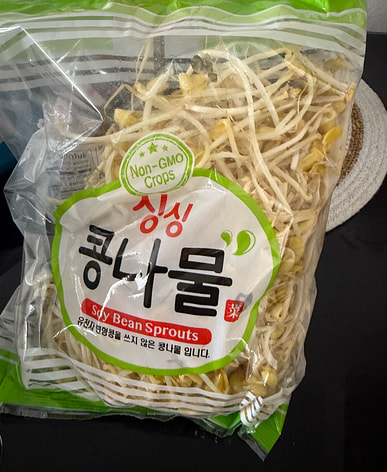 Non-GMO
Crops
싱싱
콩나물
菜
Soy Bean Sprouts
유전자 변형콩을 쓰지 않은 콩나물 입니다.